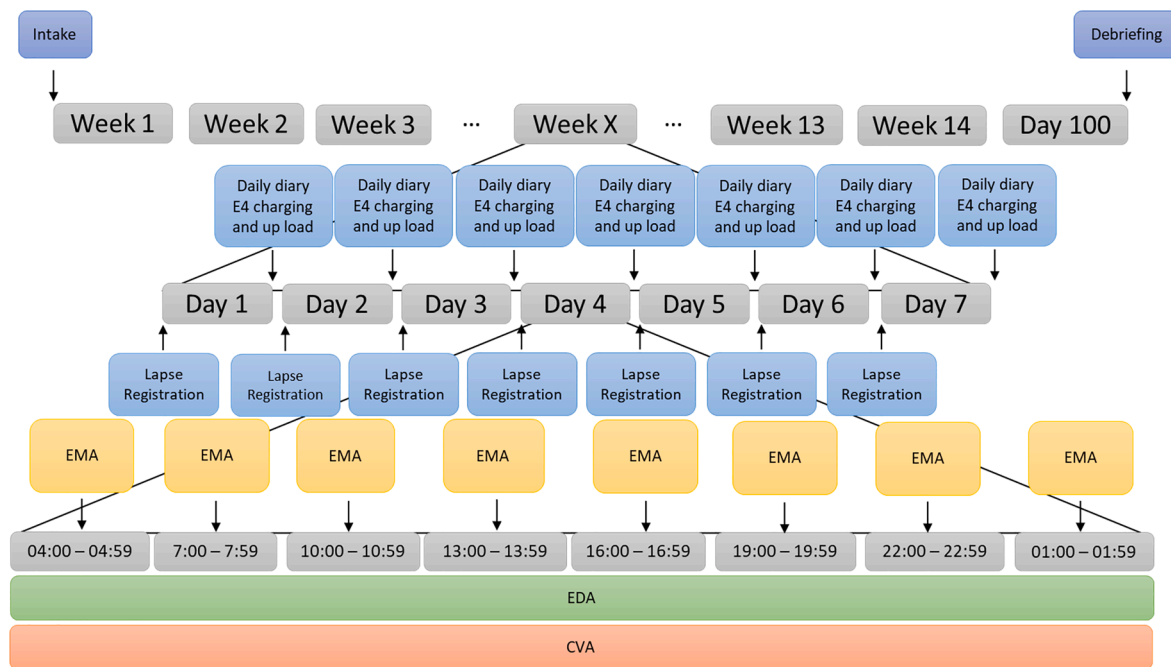 Intake
Debriefing
Week 1
Week 2
Week 3
...
Week X
...
Week 13
Week 14
Day 100
Daily diary
E4 charging
and up load
Daily diary
E4 charging
and up load
Daily diary
E4 charging
and up load
Daily diary
E4 charging
and up load
Daily diary
E4 charging
and up load
Daily diary
E4 charging
and up load
Daily diary
E4 charging
and up load
Day 1
Day 2
Day 3
Day 4
Day 5
Day 6
Day 7
Lapse
Registration
Lapse
Registration
Lapse
Registration
Lapse
Registration
Lapse
Registration
Lapse
Registration
Lapse
Registration
EMA
EMA
EMA
EMA
EMA
EMA
EMA
EMA
04:00 – 04:59
7:00 – 7:59
10:00 – 10:59
13:00 – 13:59
16:00 – 16:59
19:00 – 19:59
22:00 – 22:59
01:00 – 01:59
EDA
CVA